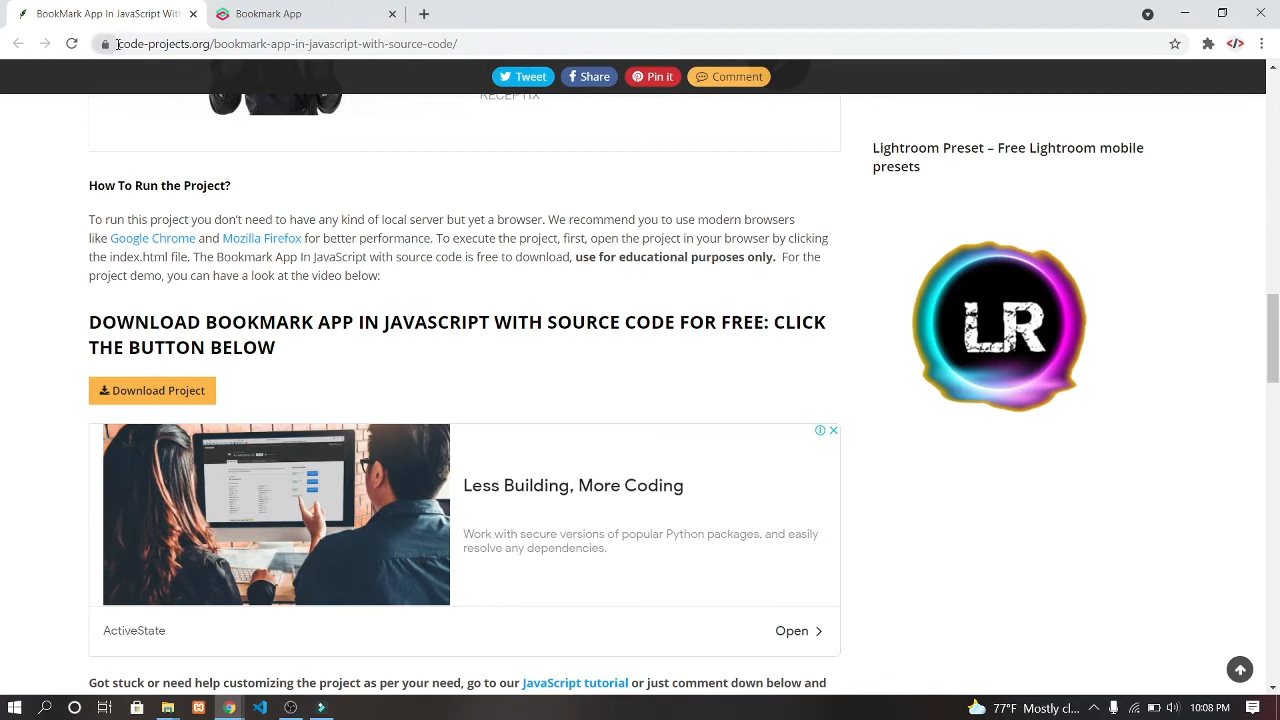 BookMark App In JavaScript With
Bookmark App
code-projects.org/bookmark-app-in-javascript-with-source-code/
Tweet
Share
Pin it
Comment
RECEPTIX
How To Run the Project?
To run this project you don't need to have any kind of local server but yet a browser. We recommend you to use modern browsers
like Google Chrome and Mozilla Firefox for better performance. To execute the project, first, open the project in your browser by clicking
the index.html file. The Bookmark App In JavaScript with source code is free to download, use for educational purposes only. For the
project demo, you can have a look at the video below:
DOWNLOAD BOOKMARK APP IN JAVASCRIPT WITH SOURCE CODE FOR FREE: CLICK
THE BUTTON BELOW
Download Project
Less Building, More Coding
Work with secure versions of popular Python packages, and easily
resolve any dependencies.
ActiveState
Open
Got stuck or need help customizing the project as per your need, go to our JavaScript tutorial or just comment down below and
Lightroom Preset – Free Lightroom mobile
presets
LR
77°F Mostly cl...
10:08 PM